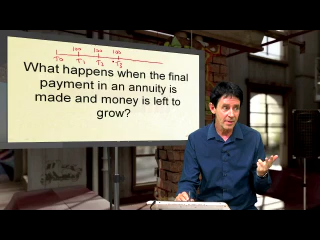 100 100 100
T0 T1 T2 T3
What happens when the final
payment in an annuity is
made and money is left to
grow?